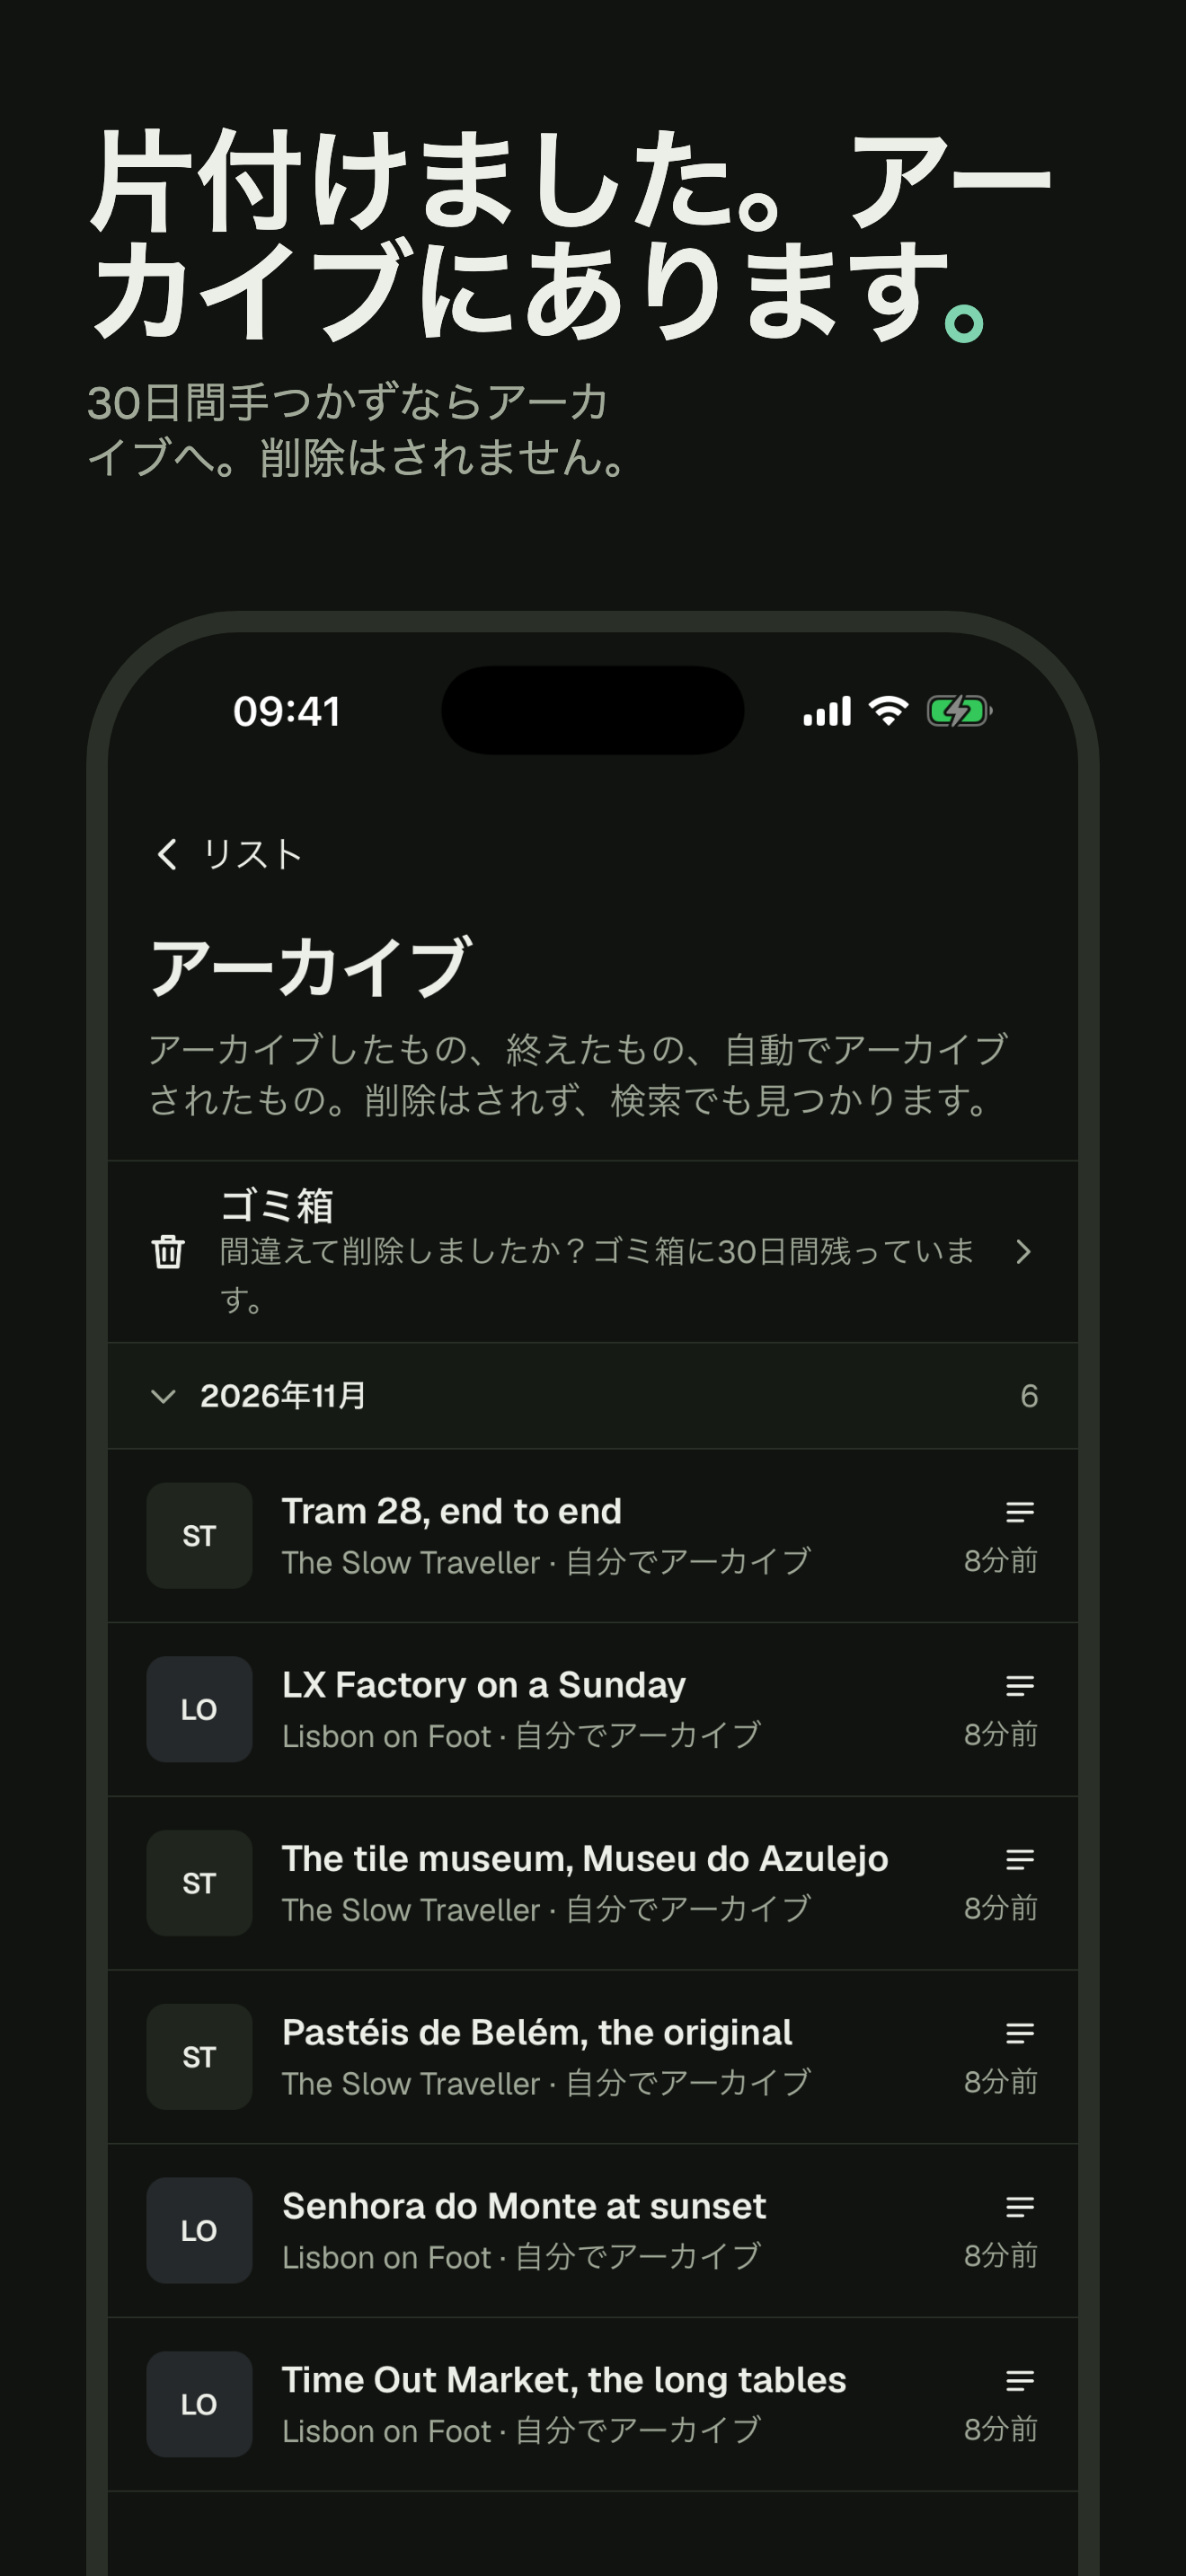 片付けました。アー
カイブにあります。
30日間手つかずならアーカ
イブへ。削除はされません。
09:41
リスト
アーカイブ
アーカイブしたもの、終えたもの、自動でアーカイブ
されたもの。削除はされず、検索でも見つかります。
ゴミ箱
間違えて削除しましたか？ゴミ箱に30日間残っていま
す。
2026年11月 6
ST Tram 28, end to end
The Slow Traveller · 自分でアーカイブ 8分前
LO LX Factory on a Sunday
Lisbon on Foot · 自分でアーカイブ 8分前
ST The tile museum, Museu do Azulejo
The Slow Traveller · 自分でアーカイブ 8分前
ST Pastéis de Belém, the original
The Slow Traveller · 自分でアーカイブ 8分前
LO Senhora do Monte at sunset
Lisbon on Foot · 自分でアーカイブ 8分前
LO Time Out Market, the long tables
Lisbon on Foot · 自分でアーカイブ 8分前